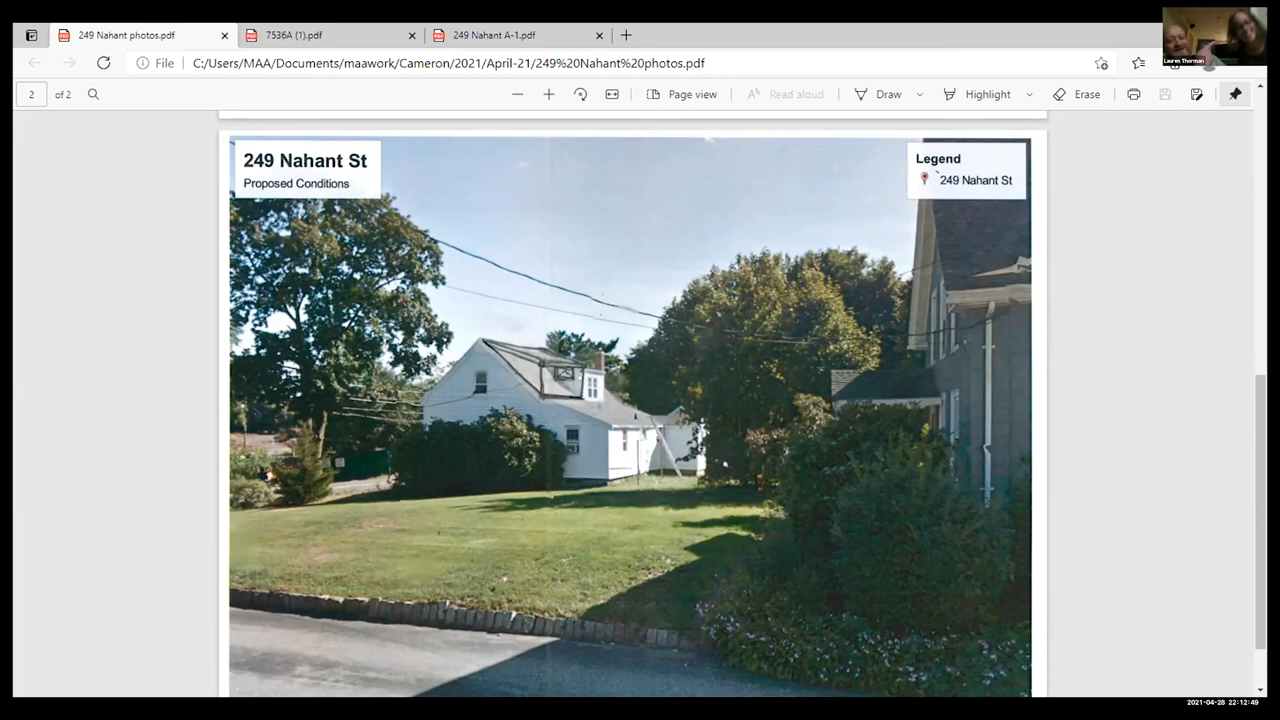 249 Nahant photos.pdf
7536A (1).pdf
249 Nahant A-1.pdf
File
C:/Users/MAA/Documents/maawork/Cameron/2021/April-21/249%20Nahant%20photos.pdf
Lauren Thorman
2
of 2
Page view
Read aloud
Draw
Highlight
Erase
249 Nahant St
Proposed Conditions
Legend
249 Nahant St
2021-04-28 22:12:49